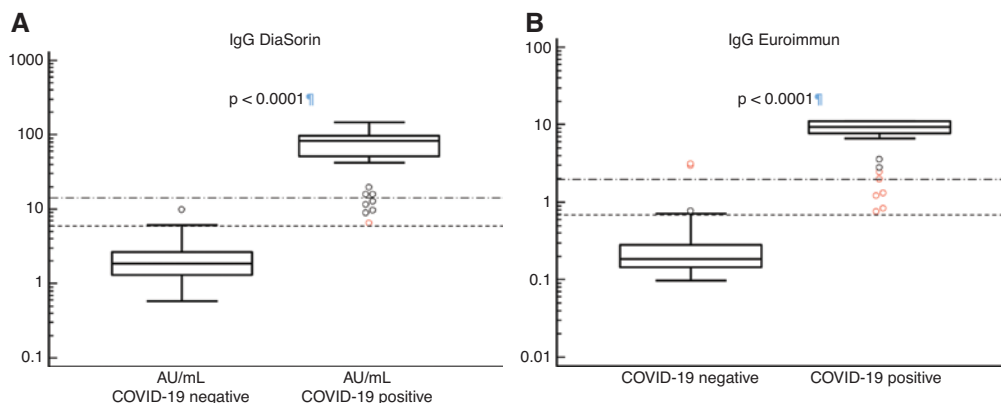 A
IgG DiaSorin
1000
100
10
1
0.1
p < 0.0001¶
AU/mL
COVID-19 negative
AU/mL
COVID-19 positive
B
IgG Euroimmun
100
10
1
0.1
0.01
p < 0.0001¶
COVID-19 negative
COVID-19 positive